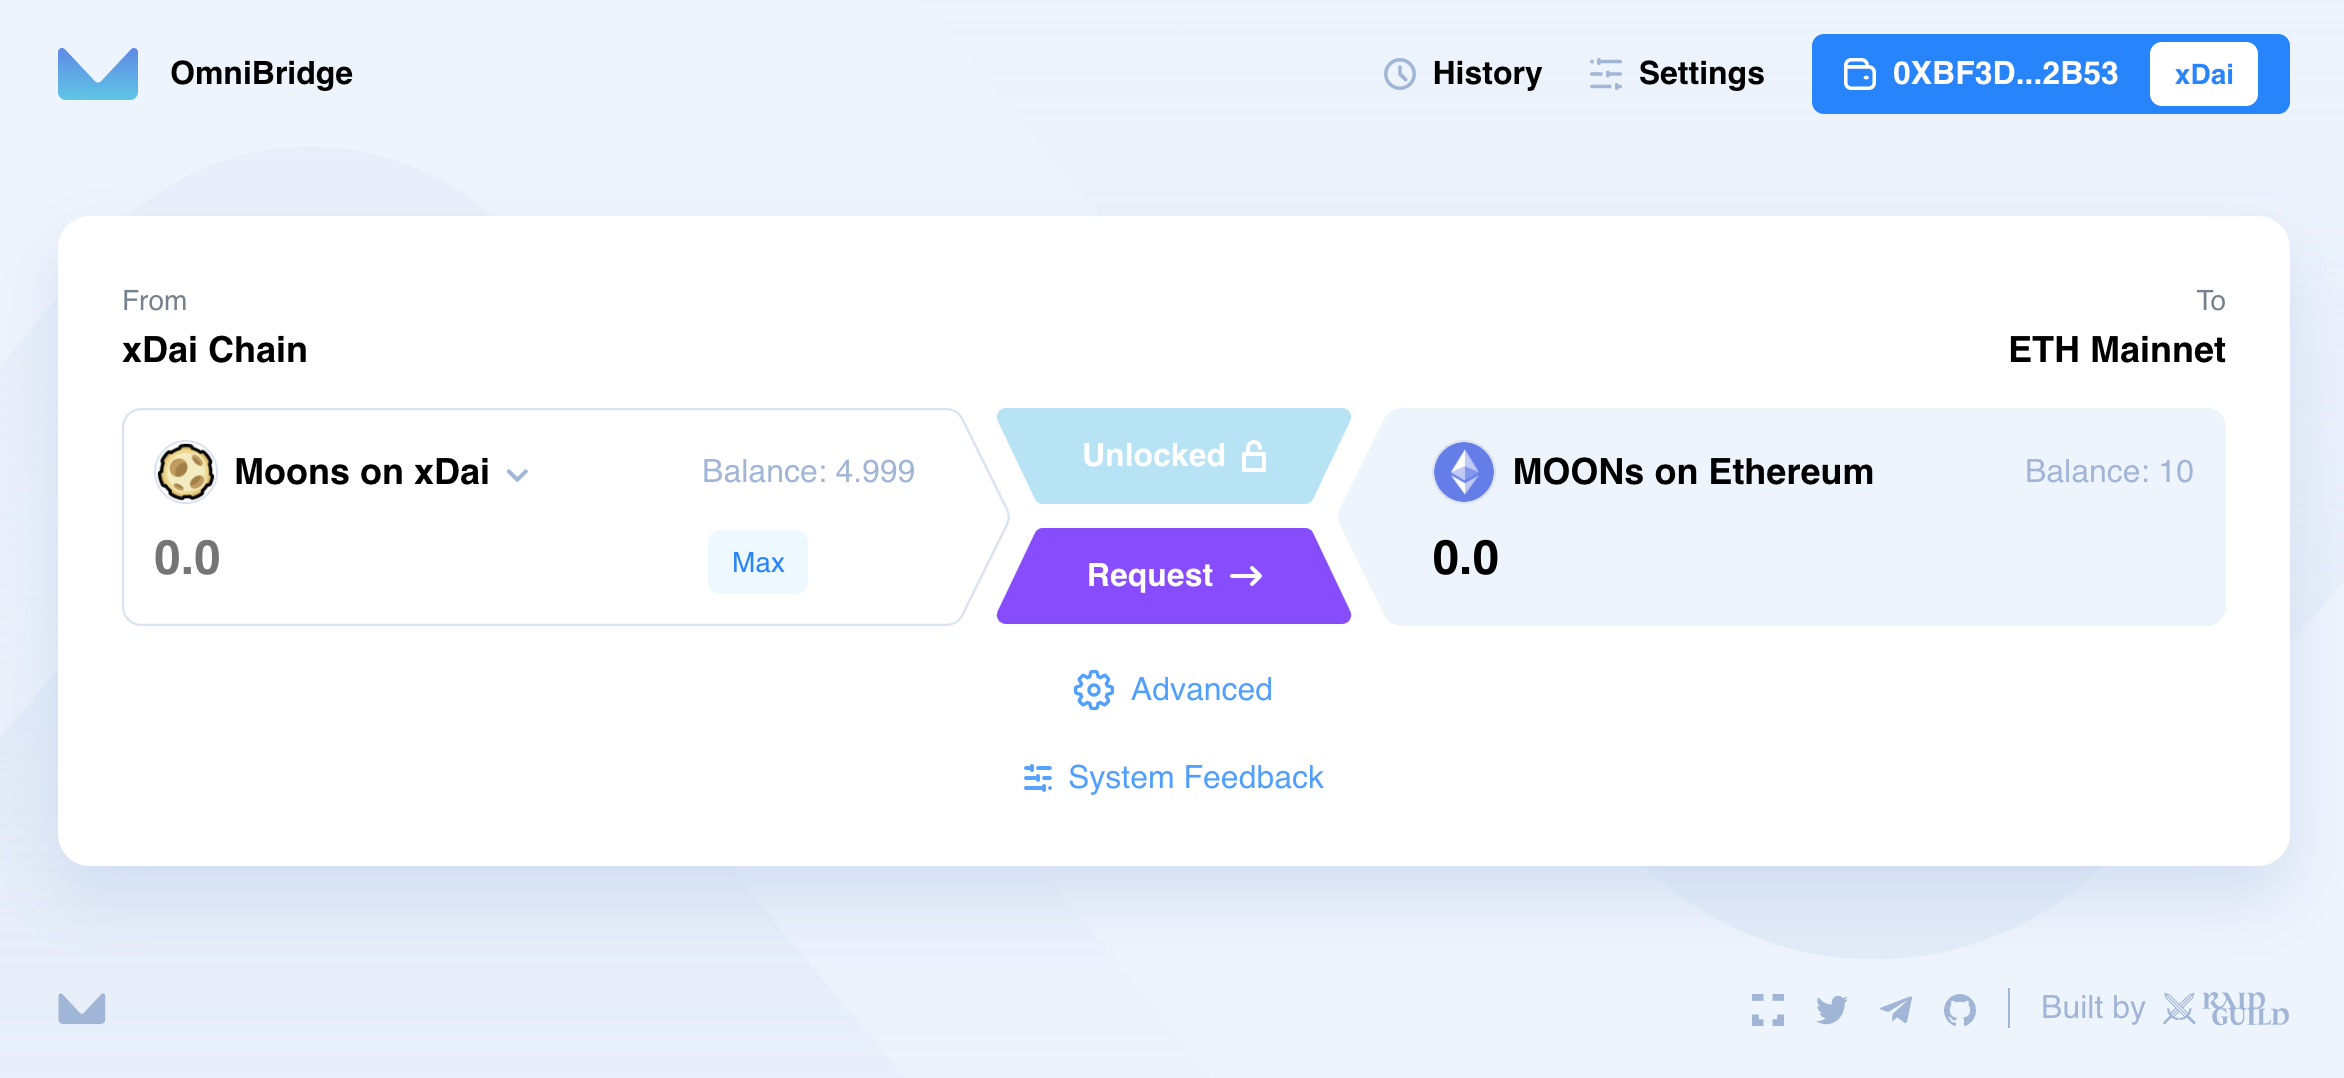 OmniBridge
History
Settings
0XBF3D...2B53
xDai
From
xDai Chain
To
ETH Mainnet
Moons on xDai
Balance: 4.999
0.0
Max
Unlocked
Request
MOONs on Ethereum
Balance: 10
0.0
Advanced
System Feedback
Built by
RAID
GUILD